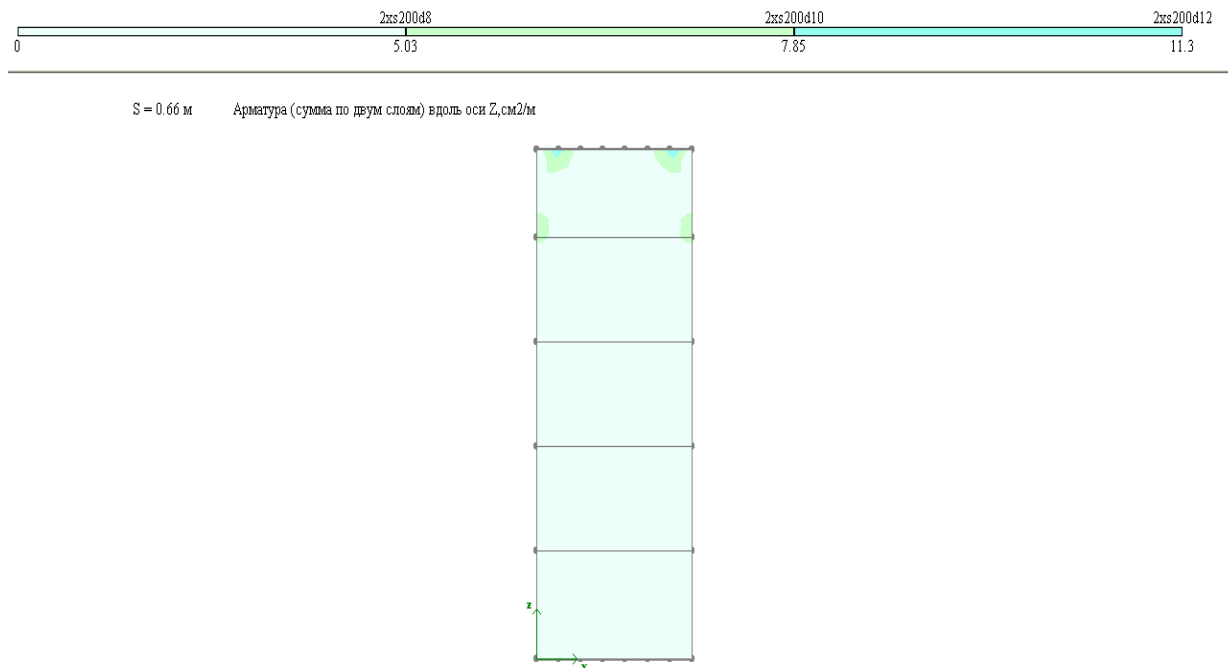 2xs200d8 2xs200d10 2xs200d12
0 5.03 7.85 11.3
S = 0.66 м Арматура (сумма по двум слоям) вдоль оси Z,см2/м
z
x